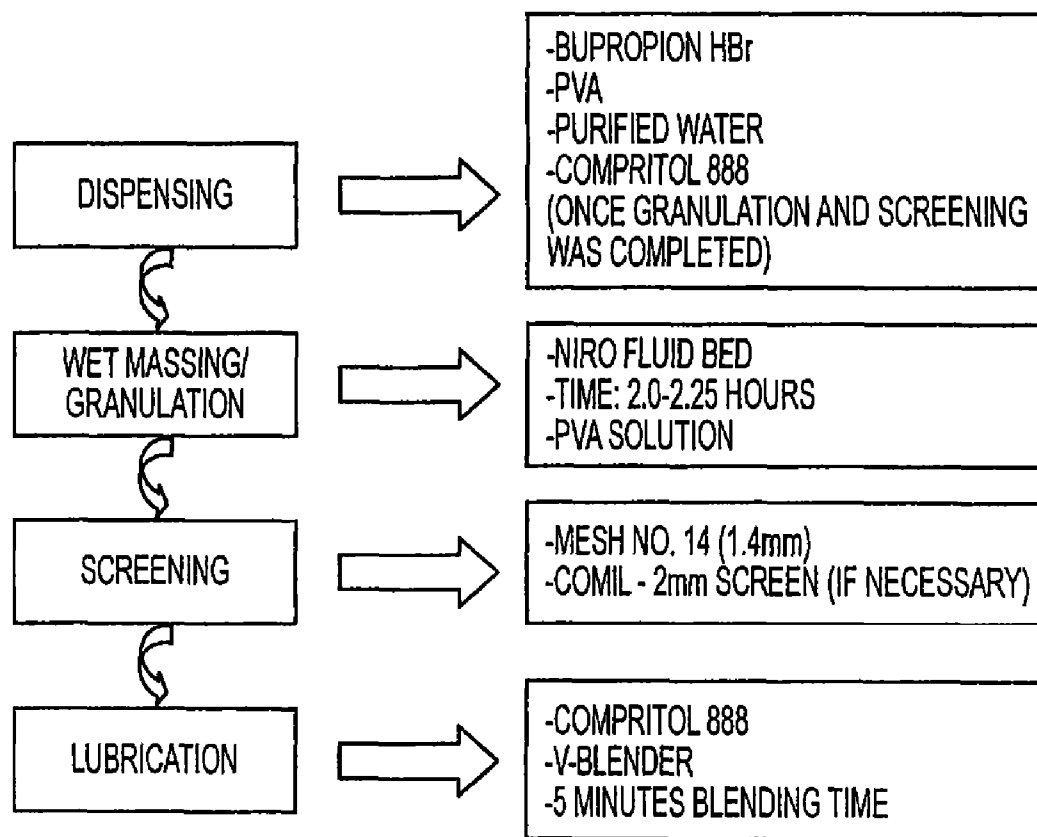 DISPENSING
-BUPROPION HBr
-PVA
-PURIFIED WATER
-COMPRITOL 888
(ONCE GRANULATION AND SCREENING
WAS COMPLETED)
WET MASSING/
GRANULATION
-NIRO FLUID BED
-TIME: 2.0-2.25 HOURS
-PVA SOLUTION
SCREENING
-MESH NO. 14 (1.4mm)
-COMIL - 2mm SCREEN (IF NECESSARY)
LUBRICATION
-COMPRITOL 888
-V-BLENDER
-5 MINUTES BLENDING TIME